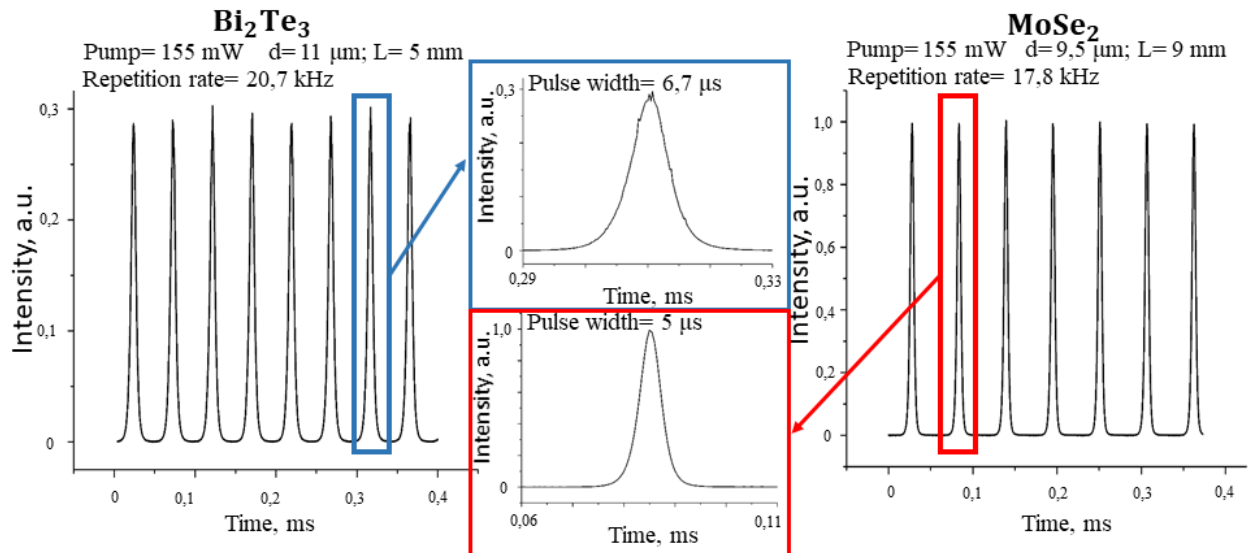 Bi₂Te₃
Pump= 155 mW d= 11 μm; L= 5 mm
Repetition rate= 20,7 kHz
Intensity, a.u.
0,3
0,2
0,1
0
0 0,1 0,2 0,3 0,4
Time, ms
Pulse width= 6,7 μs
Intensity, a.u.
0,3
0
0,29 0,33
Time, ms
Pulse width= 5 μs
Intensity, a.u.
1,0
0
0,06 0,11
Time, ms
MoSe₂
Pump= 155 mW d= 9,5 μm; L= 9 mm
Repetition rate= 17,8 kHz
Intensity, a.u.
1,0
0,8
0,6
0,4
0,2
0,0
0 0,1 0,2 0,3 0,4
Time, ms